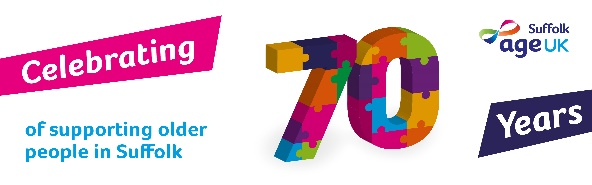 Celebrating
70
Years
of supporting older
people in Suffolk
Suffolk
age UK